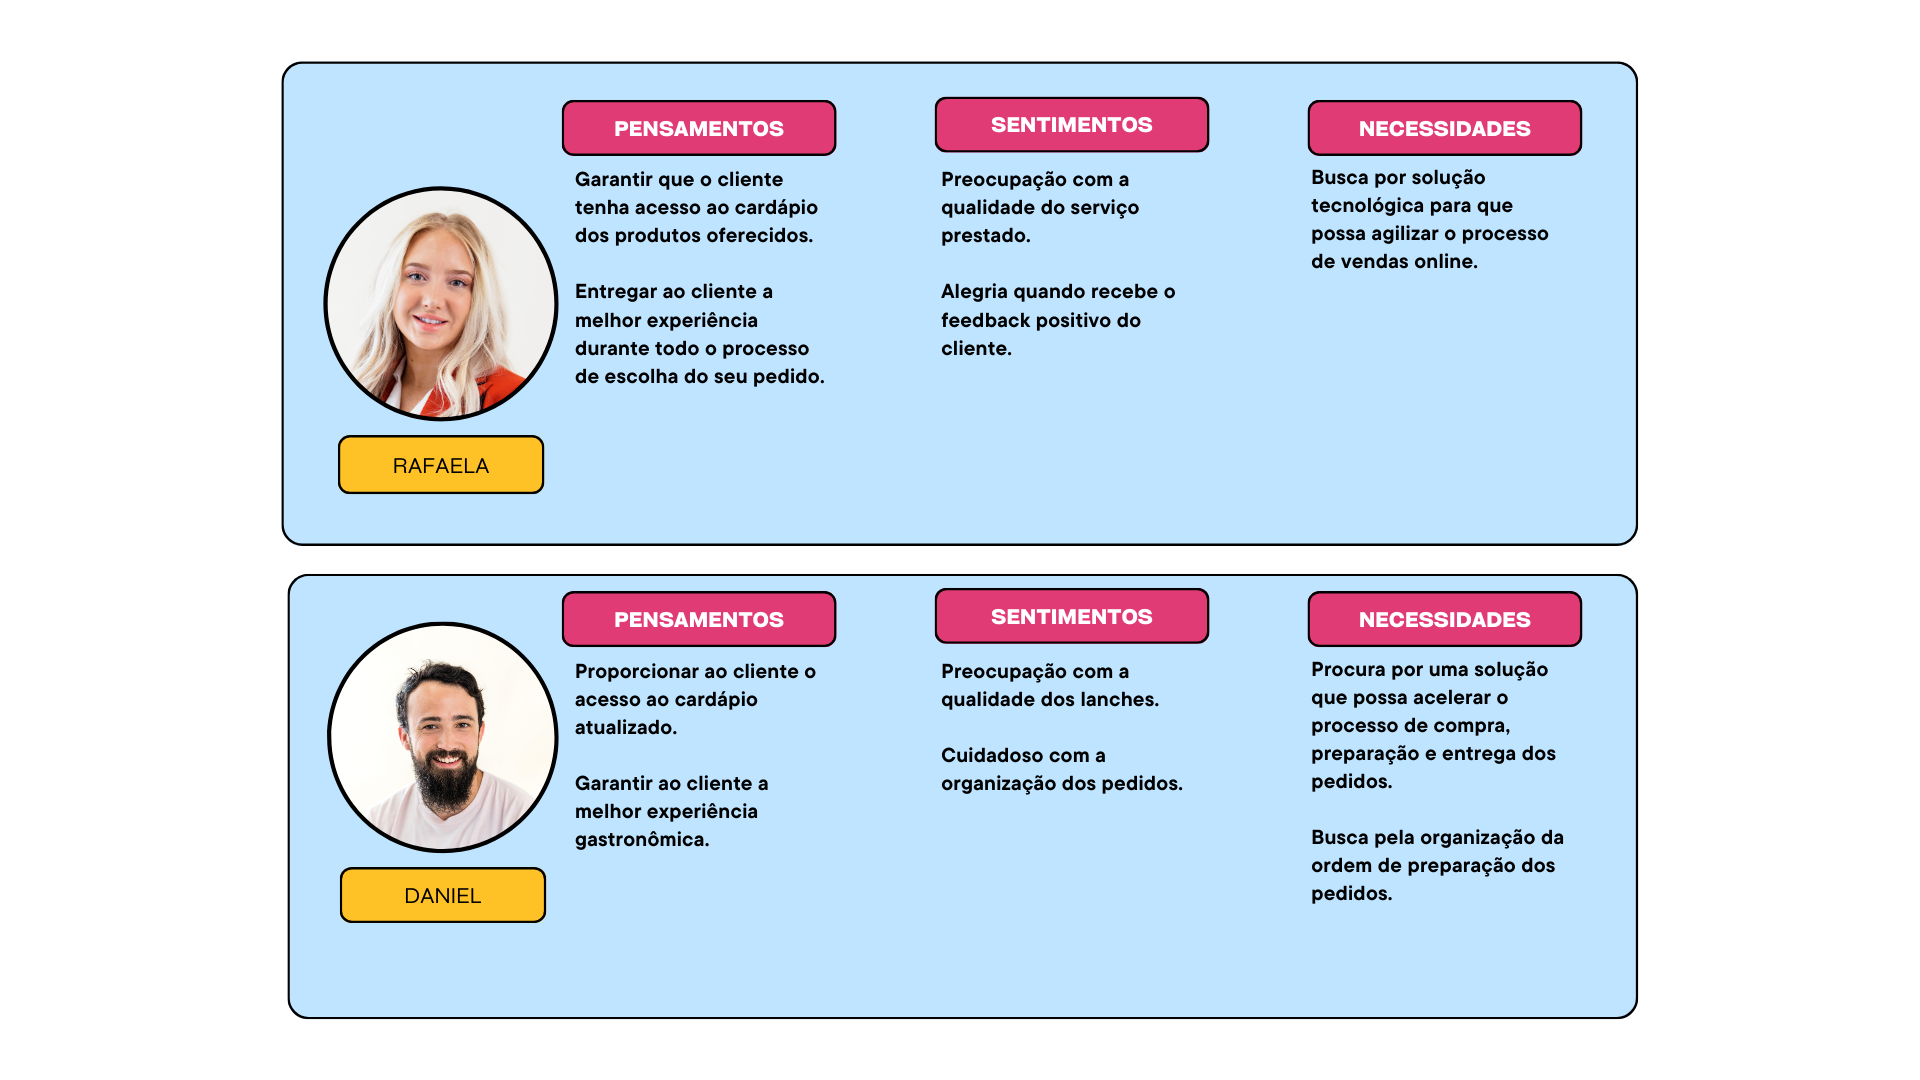 PENSAMENTOS
Garantir que o cliente
tenha acesso ao cardápio
dos produtos oferecidos.
Entregar ao cliente a
melhor experiência
durante todo o processo
de escolha do seu pedido.
SENTIMENTOS
Preocupação com a
qualidade do serviço
prestado.
Alegria quando recebe o
feedback positivo do
cliente.
NECESSIDADES
Busca por solução
tecnológica para que
possa agilizar o processo
de vendas online.
RAFAELA
PENSAMENTOS
Proporcionar ao cliente o
acesso ao cardápio
atualizado.
Garantir ao cliente a
melhor experiência
gastronômica.
SENTIMENTOS
Preocupação com a
qualidade dos lanches.
Cuidadoso com a
organização dos pedidos.
NECESSIDADES
Procura por uma solução
que possa acelerar o
processo de compra,
preparação e entrega dos
pedidos.
Busca pela organização da
ordem de preparação dos
pedidos.
DANIEL